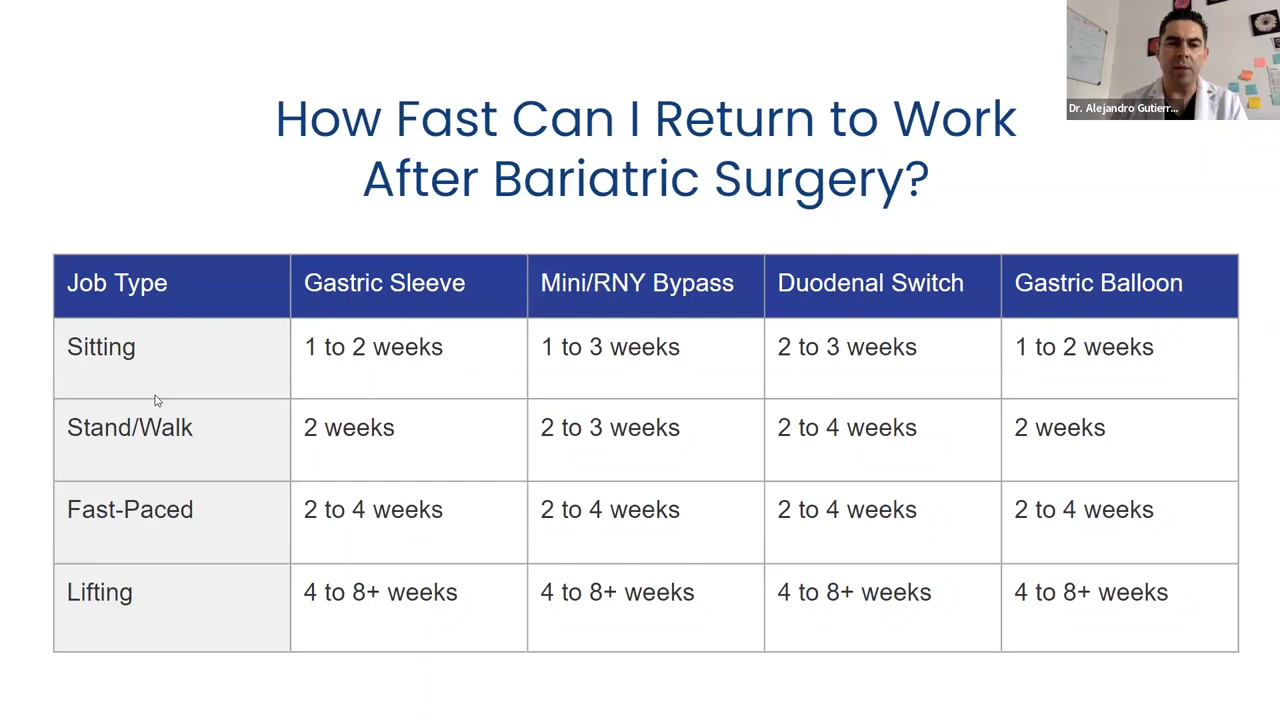 Dr. Alejandro Gutierr...
How Fast Can I Return to Work
After Bariatric Surgery?
Job Type Gastric Sleeve Mini/RNY Bypass Duodenal Switch Gastric Balloon
Sitting 1 to 2 weeks 1 to 3 weeks 2 to 3 weeks 1 to 2 weeks
Stand/Walk 2 weeks 2 to 3 weeks 2 to 4 weeks 2 weeks
Fast-Paced 2 to 4 weeks 2 to 4 weeks 2 to 4 weeks 2 to 4 weeks
Lifting 4 to 8+ weeks 4 to 8+ weeks 4 to 8+ weeks 4 to 8+ weeks